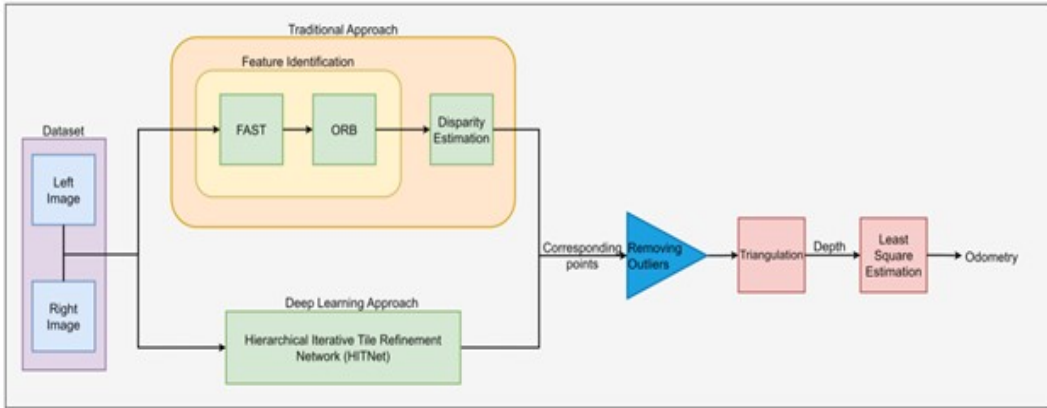 Traditional Approach
Feature Identification
FAST
ORB
Disparity
Estimation
Dataset
Left
Image
Right
Image
Deep Learning Approach
Hierarchical Iterative Tile Refinement
Network (HITNet)
Corresponding
points
Removing
Outliers
Triangulation
Depth
Least
Square
Estimation
Odometry